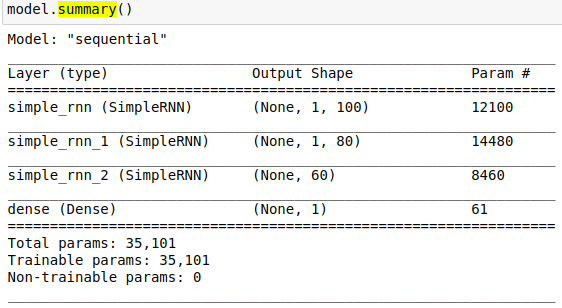 model.summary()
Model: "sequential"
Layer (type) Output Shape Param #
simple_rnn (SimpleRNN) (None, 1, 100) 12100
simple_rnn_1 (SimpleRNN) (None, 1, 80) 14480
simple_rnn_2 (SimpleRNN) (None, 60) 8460
dense (Dense) (None, 1) 61
Total params: 35,101
Trainable params: 35,101
Non-trainable params: 0